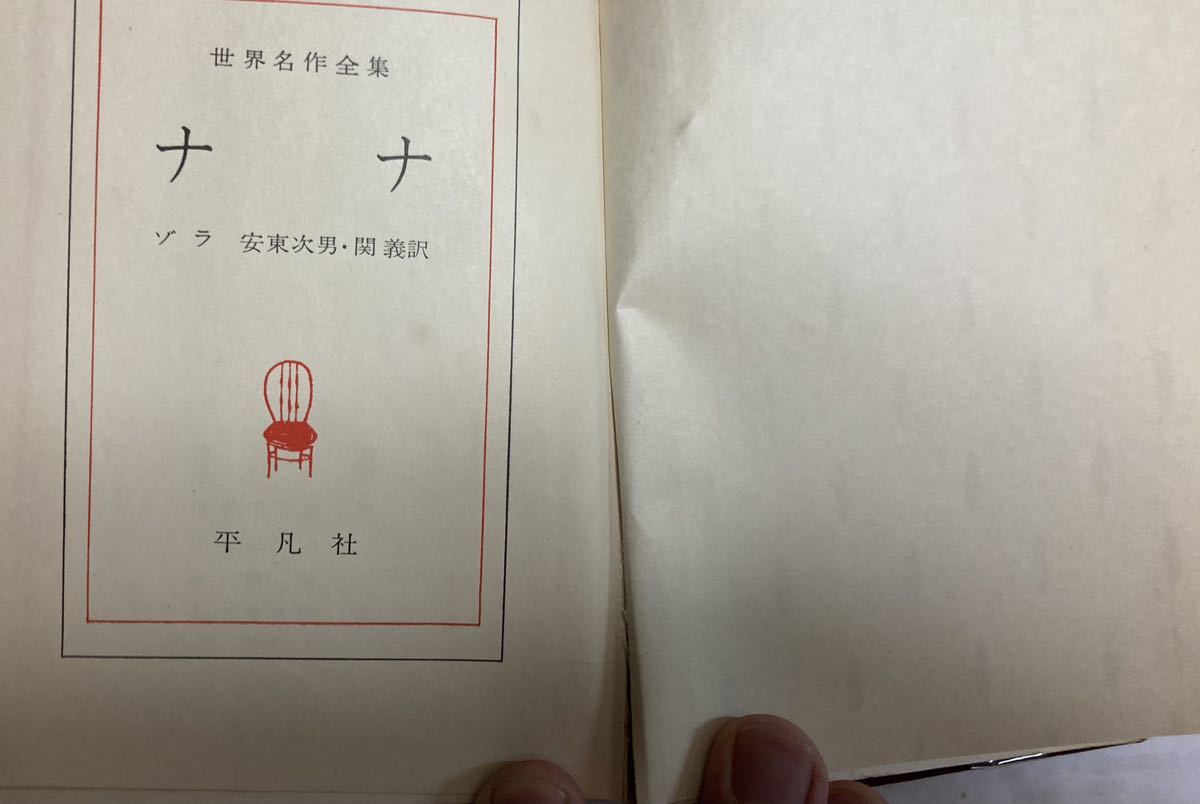 世界名作全集
ナナ
ゾラ 安東次男・関義訳
平凡社